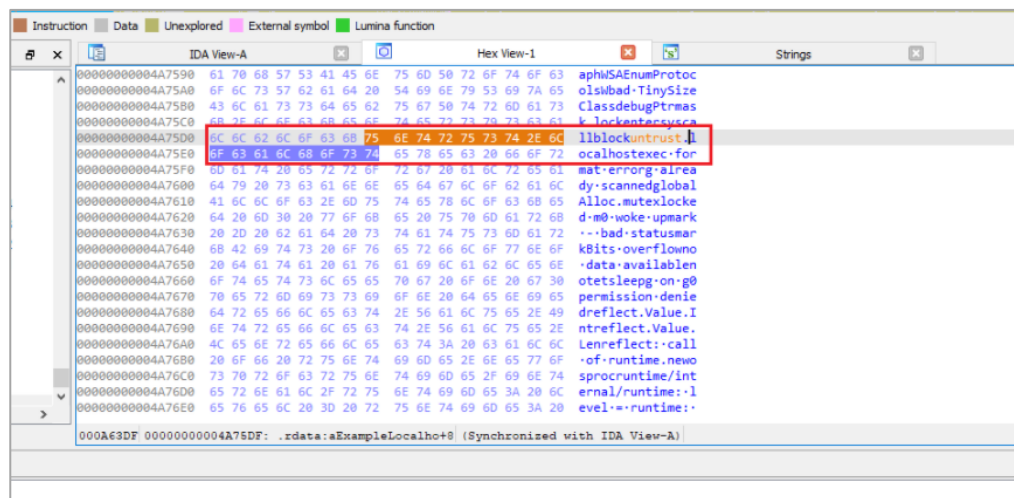 Instruction Data Unexplored External symbol Lumina function
IDA View-A Hex View-1 Strings
00000000004A7590 61 70 68 57 53 41 45 6E 75 6D 50 72 6F 74 6F 63 aphWSAEnumProtoc
00000000004A75A0 6F 6C 73 57 62 61 64 20 54 69 6E 79 53 69 7A 65 olsWbad·TinySize
00000000004A75B0 43 6C 61 73 73 64 65 62 75 67 50 74 72 6D 61 73 ClassdebugPtrmas
00000000004A75C0 6B 2E 6C 6F 63 6B 65 6E 74 65 72 73 79 73 63 61 k.lockentersysca
00000000004A75D0 6C 6C 62 6C 6F 63 6B 75 6E 74 72 75 73 74 2E 6C llblockuntrust.l
00000000004A75E0 6F 63 61 6C 68 6F 73 74 65 78 65 63 20 66 6F 72 ocalhostexec·for
00000000004A75F0 6D 61 74 20 65 72 72 6F 72 67 20 61 6C 72 65 61 mat·errorg·alrea
00000000004A7600 64 79 20 73 63 61 6E 6E 65 64 67 6C 6F 62 61 6C dy·scannedglobal
00000000004A7610 41 6C 6C 6F 63 2E 6D 75 74 65 78 6C 6F 63 6B 65 Alloc.mutexlocke
00000000004A7620 64 20 6D 30 20 77 6F 6B 65 20 75 70 6D 61 72 6B d·m0·woke·upmark
00000000004A7630 20 2D 20 62 61 64 20 73 74 61 74 75 73 6D 61 72 ·-·bad·statusmar
00000000004A7640 6B 42 69 74 73 20 6F 76 65 72 66 6C 6F 77 6E 6F kBits·overflowno
00000000004A7650 20 64 61 74 61 20 61 76 61 69 6C 61 62 6C 65 6E ·data·availablen
00000000004A7660 6F 74 65 74 73 6C 65 65 70 67 20 6F 6E 20 67 30 otetsleepg·on·g0
00000000004A7670 70 65 72 6D 69 73 73 69 6F 6E 20 64 65 6E 69 65 permission·denie
00000000004A7680 64 72 65 66 6C 65 63 74 2E 56 61 6C 75 65 2E 49 dreflect.Value.I
00000000004A7690 6E 74 72 65 66 6C 65 63 74 2E 56 61 6C 75 65 2E ntreflect.Value.
00000000004A76A0 4C 65 6E 72 65 66 6C 65 63 74 3A 20 63 61 6C 6C Lenreflect:·call
00000000004A76B0 20 6F 66 20 72 75 6E 74 69 6D 65 2E 6E 65 77 6F ·of·runtime.newo
00000000004A76C0 73 70 72 6F 63 72 75 6E 74 69 6D 65 2F 69 6E 74 sprocruntime/int
00000000004A76D0 65 72 6E 61 6C 2F 72 75 6E 74 69 6D 65 3A 20 6C ernal/runtime:·l
00000000004A76E0 65 76 65 6C 20 3D 20 72 75 6E 74 69 6D 65 3A 20 evel·=·runtime:·
000A63DF 00000000004A75DF: .rdata:aExampleLocalho+8 (Synchronized with IDA View-A)